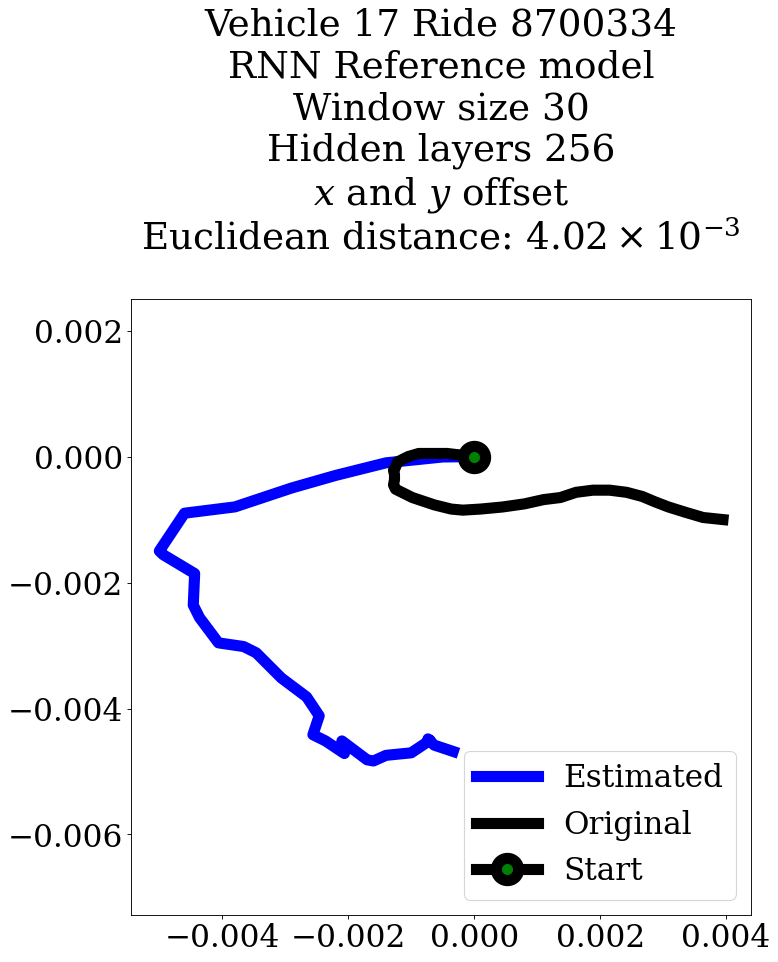 Vehicle 17 Ride 8700334
RNN Reference model
Window size 30
Hidden layers 256
x and y offset
Euclidean distance: 4.02 × 10⁻³
0.002
0.000
−0.002
−0.004
−0.006
Estimated
Original
Start
−0.004 −0.002 0.000 0.002 0.004